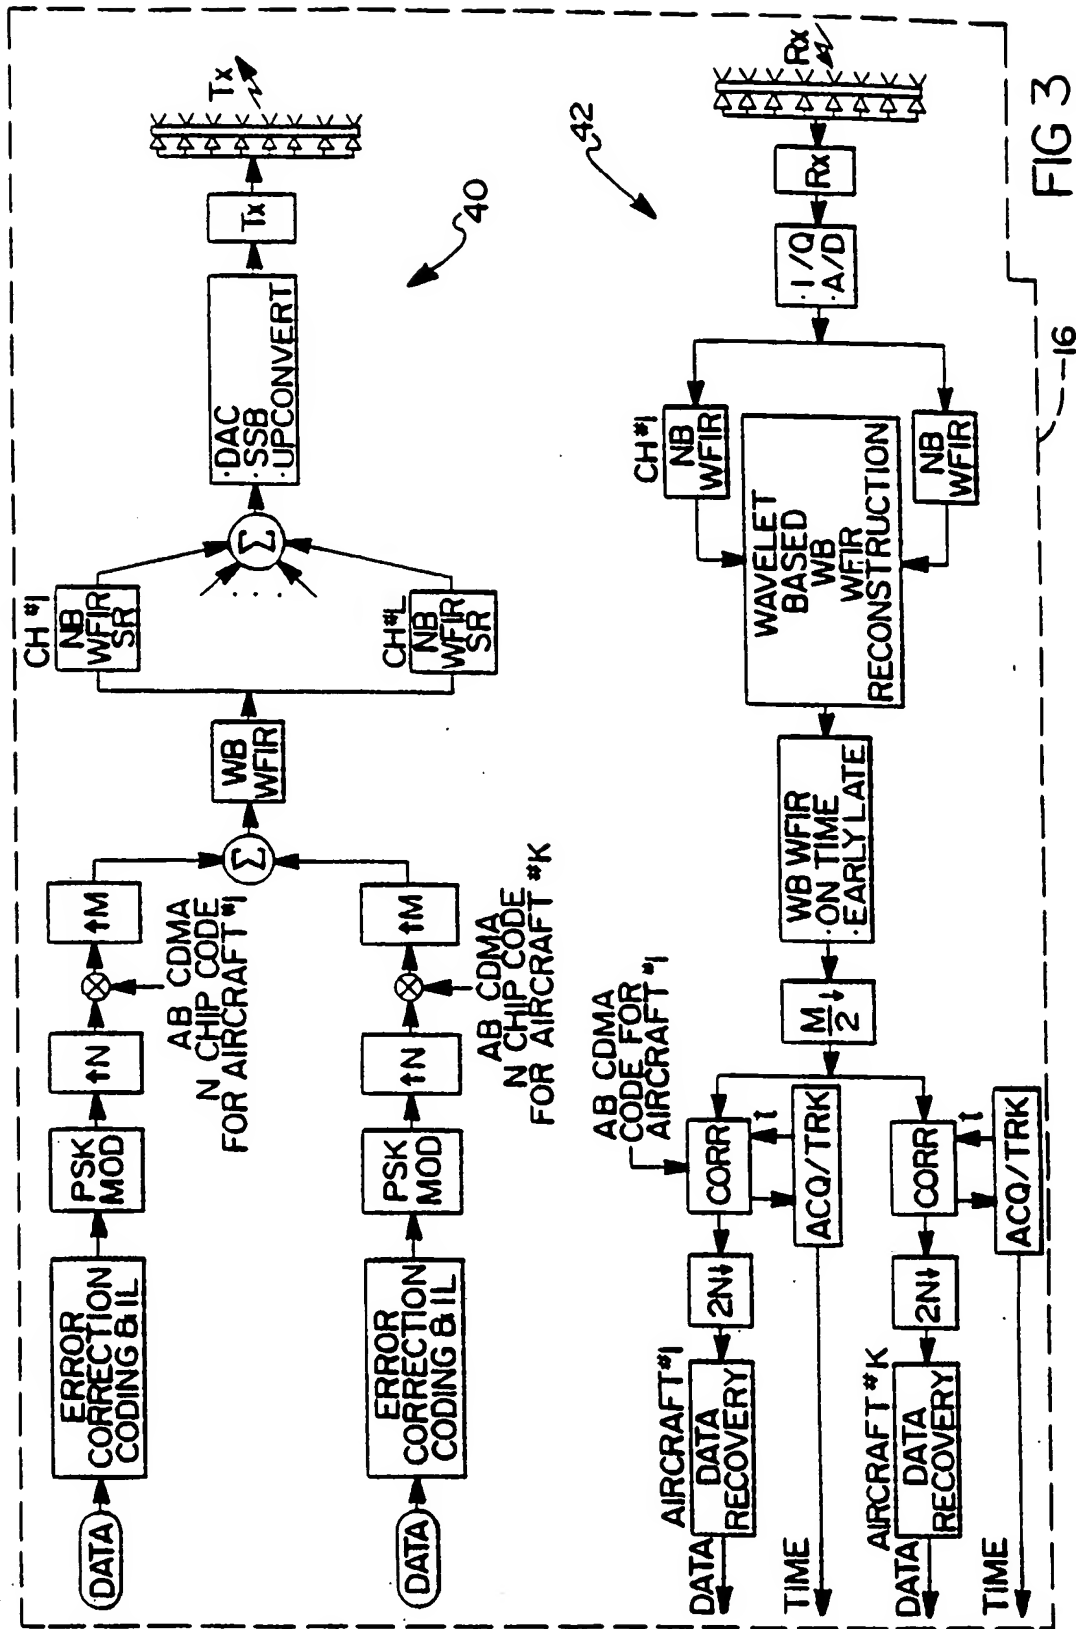 DATA
ERROR
CORRECTION
CODING & IL
PSK
MOD
↑N
AB CDMA
N CHIP CODE
FOR AIRCRAFT #1
↑M
DATA
ERROR
CORRECTION
CODING & IL
PSK
MOD
↑N
AB CDMA
N CHIP CODE
FOR AIRCRAFT #K
↑M
Σ
WB
WFIR
CH #1
NB
WFIR
SR
CH #L
NB
WFIR
SR
Σ
. . . .
·DAC
·SSB
·UPCONVERT
Tx
Tx
40
42
Rx
Rx
·I/Q
·A/D
CH #1
NB
WFIR
NB
WFIR
WAVELET
BASED
WB
WFIR
RECONSTRUCTION
WB WFIR
·ON TIME
·EARLY LATE
M/2 ↓
AB CDMA
CODE FOR
AIRCRAFT #1
CORR
t
ACQ/TRK
2N↓
AIRCRAFT #1
DATA
RECOVERY
DATA
TIME
CORR
t
ACQ/TRK
2N↓
AIRCRAFT #K
DATA
RECOVERY
DATA
TIME
16
FIG 3